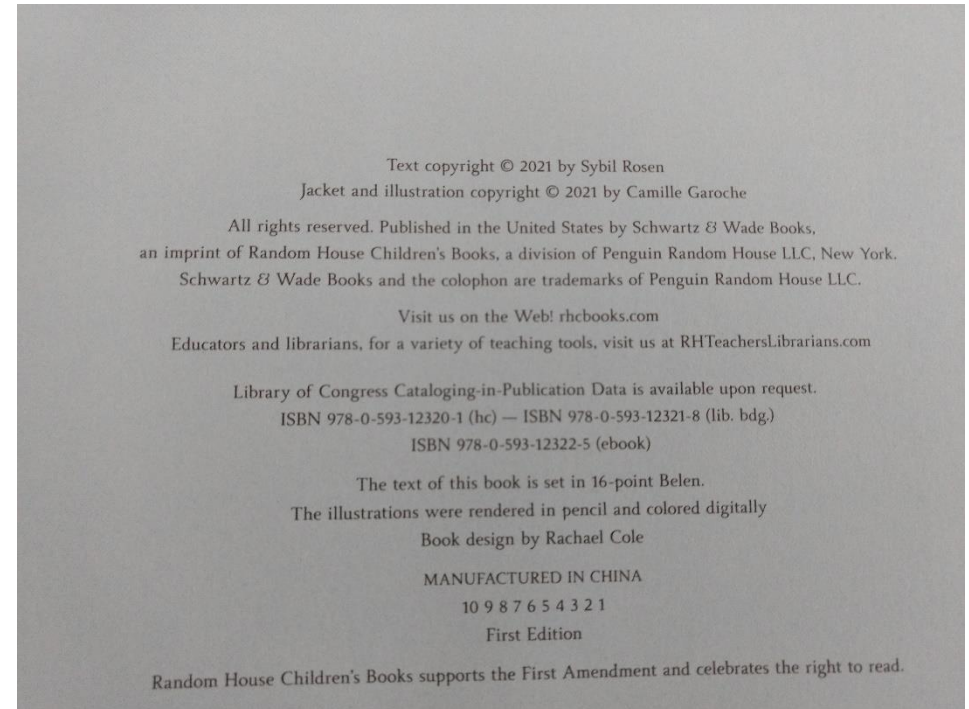 Text copyright © 2021 by Sybil Rosen
Jacket and illustration copyright © 2021 by Camille Garoche
All rights reserved. Published in the United States by Schwartz & Wade Books,
an imprint of Random House Children's Books, a division of Penguin Random House LLC, New York.
Schwartz & Wade Books and the colophon are trademarks of Penguin Random House LLC.
Visit us on the Web! rhcbooks.com
Educators and librarians, for a variety of teaching tools, visit us at RHTeachersLibrarians.com
Library of Congress Cataloging-in-Publication Data is available upon request.
ISBN 978-0-593-12320-1 (hc) — ISBN 978-0-593-12321-8 (lib. bdg.)
ISBN 978-0-593-12322-5 (ebook)
The text of this book is set in 16-point Belen.
The illustrations were rendered in pencil and colored digitally
Book design by Rachael Cole
MANUFACTURED IN CHINA
10 9 8 7 6 5 4 3 2 1
First Edition
Random House Children's Books supports the First Amendment and celebrates the right to read.